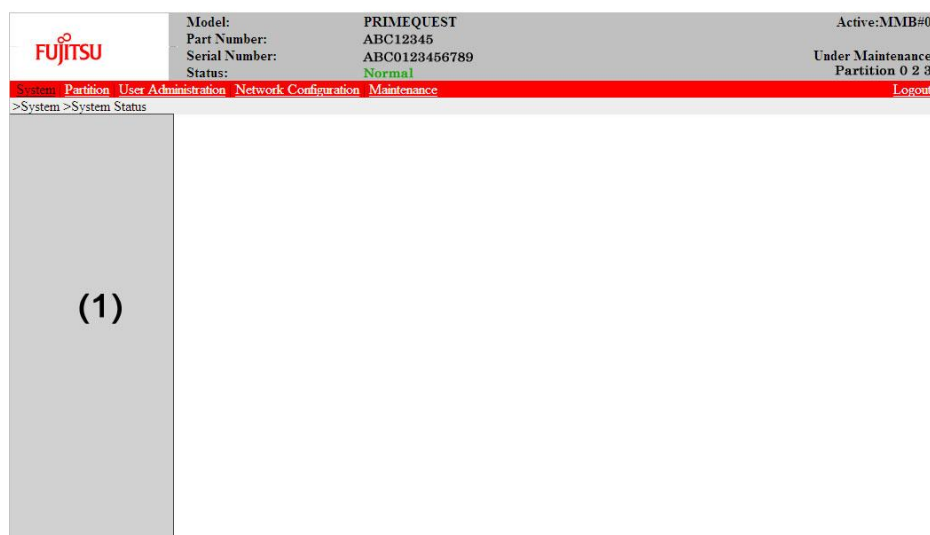 FUJITSU
Model: PRIMEQUEST Active:MMB#0
Part Number: ABC12345
Serial Number: ABC0123456789 Under Maintenance
Status: Normal Partition 0 2 3
System Partition User Administration Network Configuration Maintenance Logout
>System >System Status
(1)